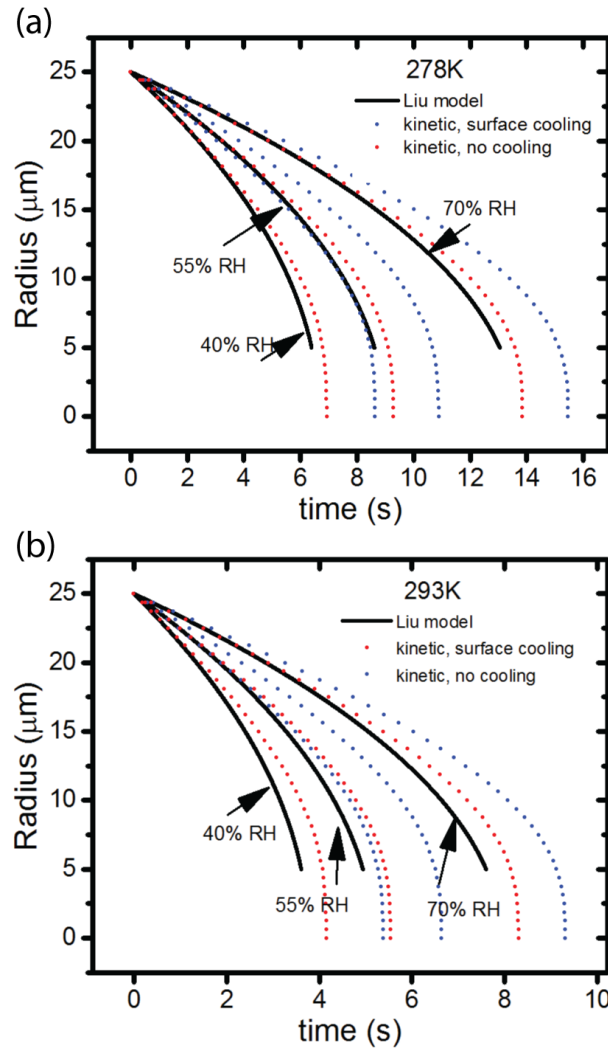 (a)
278K
Liu model
kinetic, surface cooling
kinetic, no cooling
70% RH
55% RH
40% RH
Radius (μm)
25
20
15
10
5
0
0 2 4 6 8 10 12 14 16
time (s)
(b)
293K
Liu model
kinetic, surface cooling
kinetic, no cooling
40% RH
55% RH
70% RH
Radius (μm)
25
20
15
10
5
0
0 2 4 6 8 10
time (s)